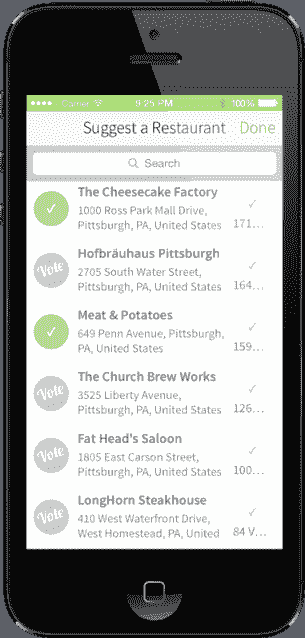 Carrier 9:25 PM 100%
Suggest a Restaurant Done
Search
The Cheesecake Factory
1000 Ross Park Mall Drive,
Pittsburgh, PA, United States 171...
Vote Hofbräuhaus Pittsburgh
2705 South Water Street,
Pittsburgh, PA, United States 164...
Meat & Potatoes
649 Penn Avenue, Pittsburgh,
PA, United States 159...
Vote The Church Brew Works
3525 Liberty Avenue,
Pittsburgh, PA, United States 126...
Vote Fat Head's Saloon
1805 East Carson Street,
Pittsburgh, PA, United States 100...
Vote LongHorn Steakhouse
410 West Waterfront Drive,
West Homestead, PA, United 84 V...